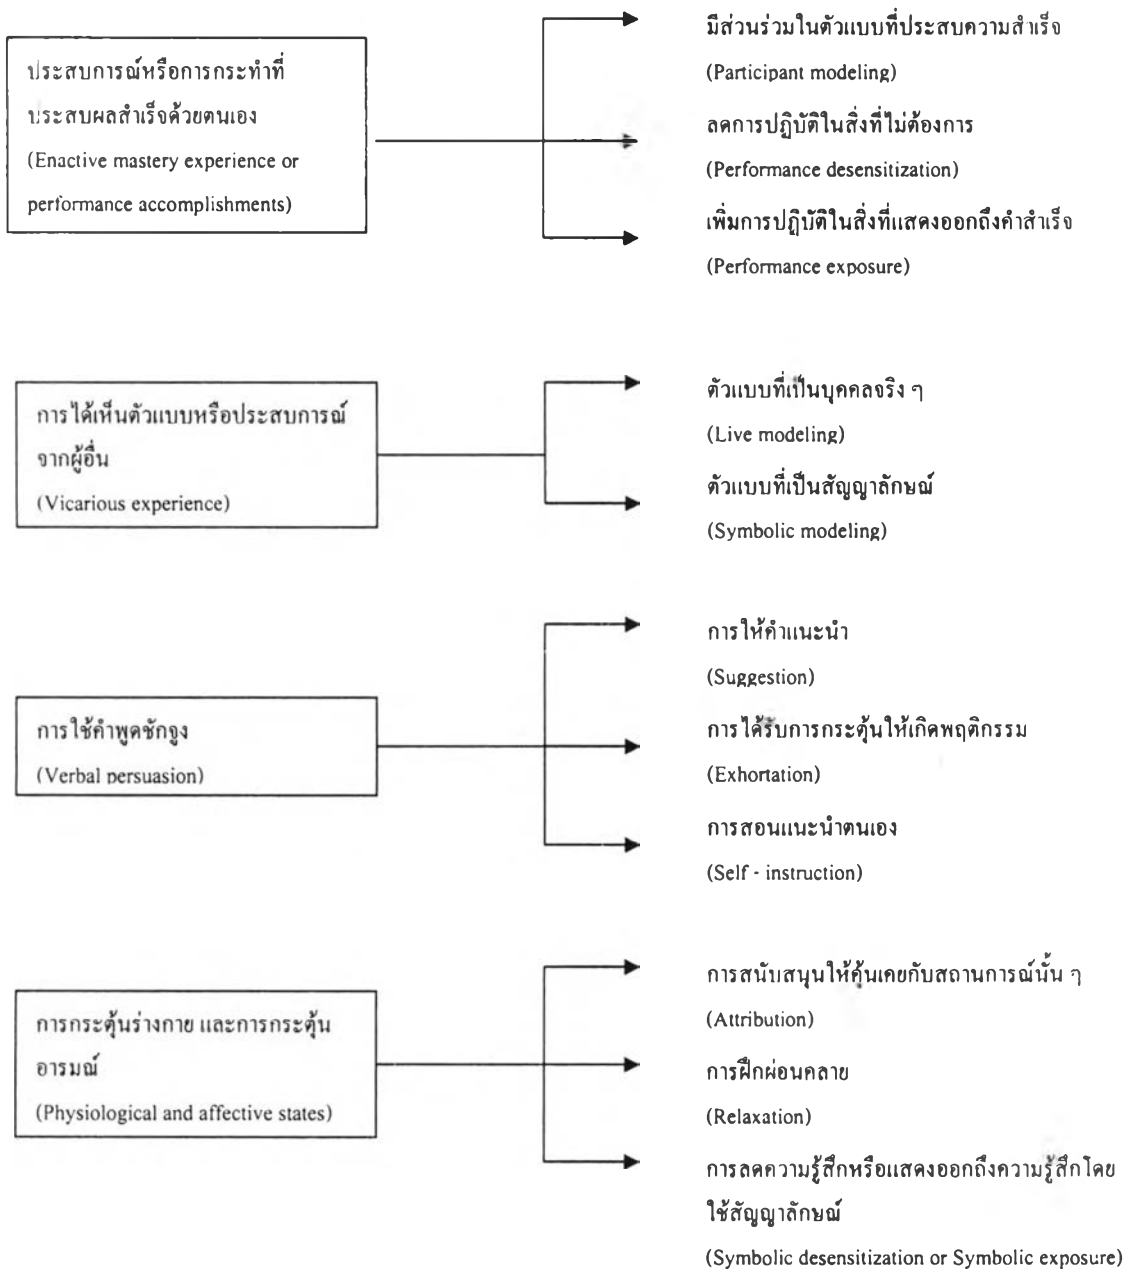 ประสบการณ์หรือการกระทำที่
ประสบผลสำเร็จด้วยตนเอง
(Enactive mastery experience or
performance accomplishments)
มีส่วนร่วมในตัวแบบที่ประสบความสำเร็จ
(Participant modeling)
ลดการปฏิบัติในสิ่งที่ไม่ต้องการ
(Performance desensitization)
เพิ่มการปฏิบัติในสิ่งที่แสดงออกถึงคำสำเร็จ
(Performance exposure)
การได้เห็นตัวแบบหรือประสบการณ์
จากผู้อื่น
(Vicarious experience)
ตัวแบบที่เป็นบุคคลจริง ๆ
(Live modeling)
ตัวแบบที่เป็นสัญญาลักษณ์
(Symbolic modeling)
การใช้คำพูดชักจูง
(Verbal persuasion)
การให้คำแนะนำ
(Suggestion)
การได้รับการกระตุ้นให้เกิดพฤติกรรม
(Exhortation)
การสอนแนะนำตนเอง
(Self - instruction)
การกระตุ้นร่างกาย และการกระตุ้น
อารมณ์
(Physiological and affective states)
การสนับสนุนให้คุ้นเคยกับสถานการณ์นั้น ๆ
(Attribution)
การฝึกผ่อนคลาย
(Relaxation)
การลดความรู้สึกหรือแสดงออกถึงความรู้สึกโดย
ใช้สัญญาลักษณ์
(Symbolic desensitization or Symbolic exposure)